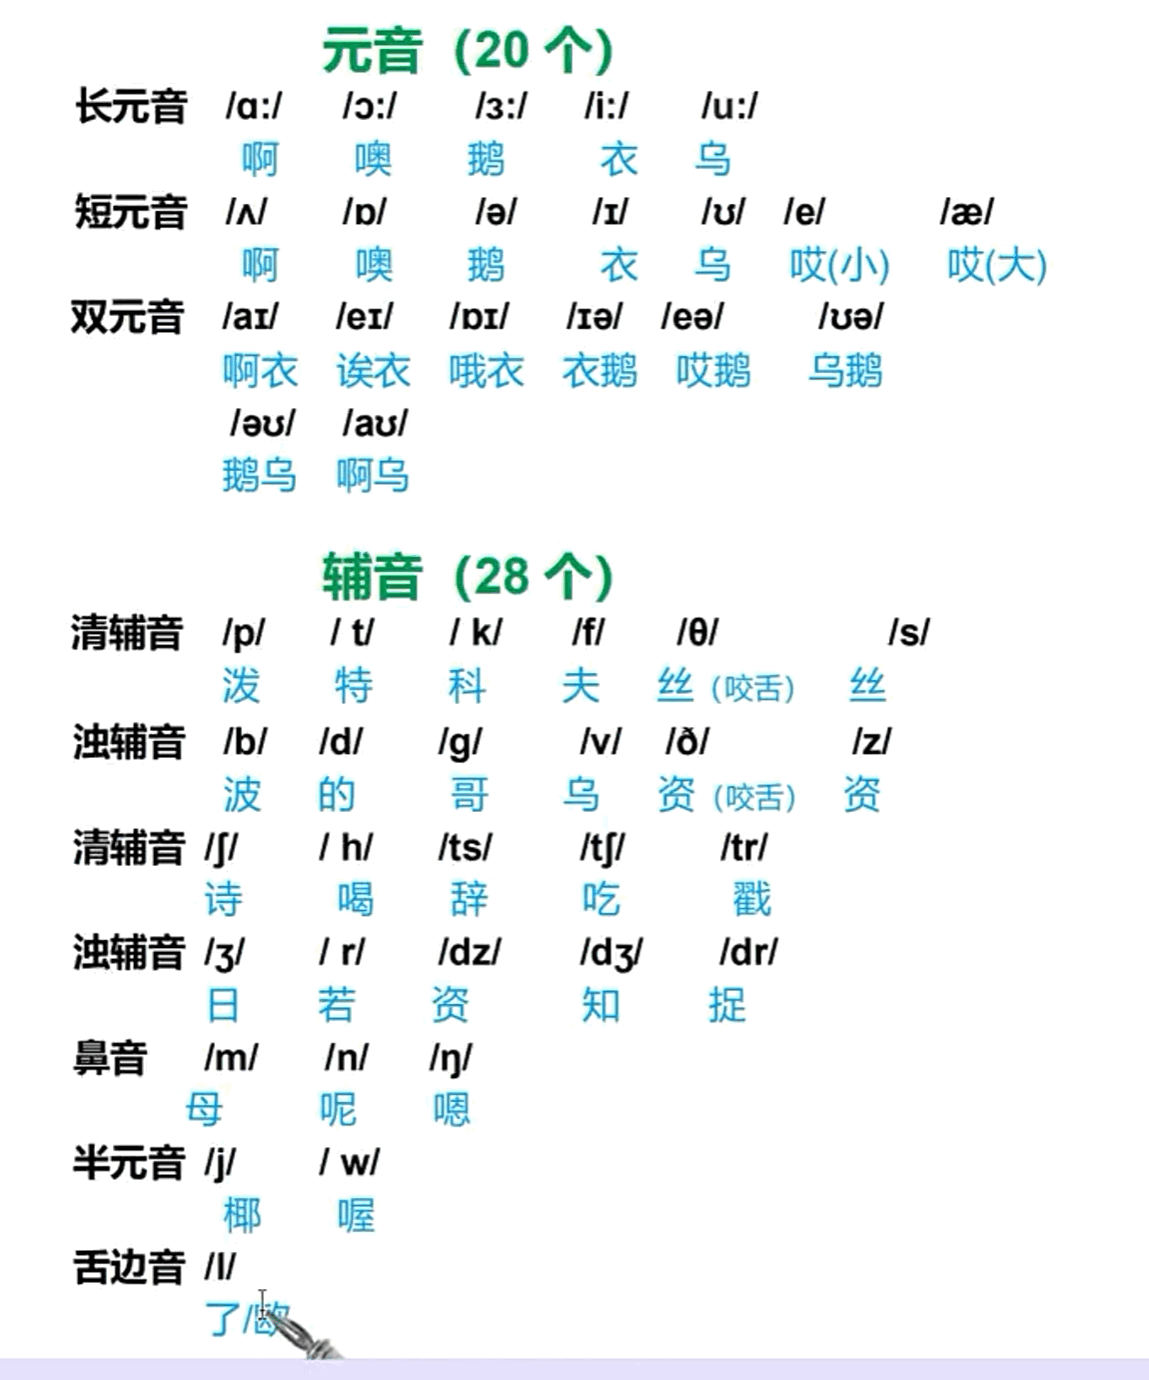 元音（20 个）
长元音 /ɑ:/ /ɔ:/ /ɜ:/ /i:/ /u:/
啊 噢 鹅 衣 乌
短元音 /ʌ/ /ɒ/ /ə/ /ɪ/ /ʊ/ /e/ /æ/
啊 噢 鹅 衣 乌 哎(小) 哎(大)
双元音 /aɪ/ /eɪ/ /ɒɪ/ /ɪə/ /eə/ /ʊə/
啊衣 诶衣 哦衣 衣鹅 哎鹅 乌鹅
/əʊ/ /aʊ/
鹅乌 啊乌
辅音（28 个）
清辅音 /p/ / t/ / k/ /f/ /θ/ /s/
泼 特 科 夫 丝（咬舌） 丝
浊辅音 /b/ /d/ /g/ /v/ /ð/ /z/
波 的 哥 乌 资（咬舌） 资
清辅音 /ʃ/ / h/ /ts/ /tʃ/ /tr/
诗 喝 辞 吃 戳
浊辅音 /ʒ/ / r/ /dz/ /dʒ/ /dr/
日 若 资 知 捉
鼻音 /m/ /n/ /ŋ/
母 呢 嗯
半元音 /j/ / w/
椰 喔
舌边音 /l/
了/欧